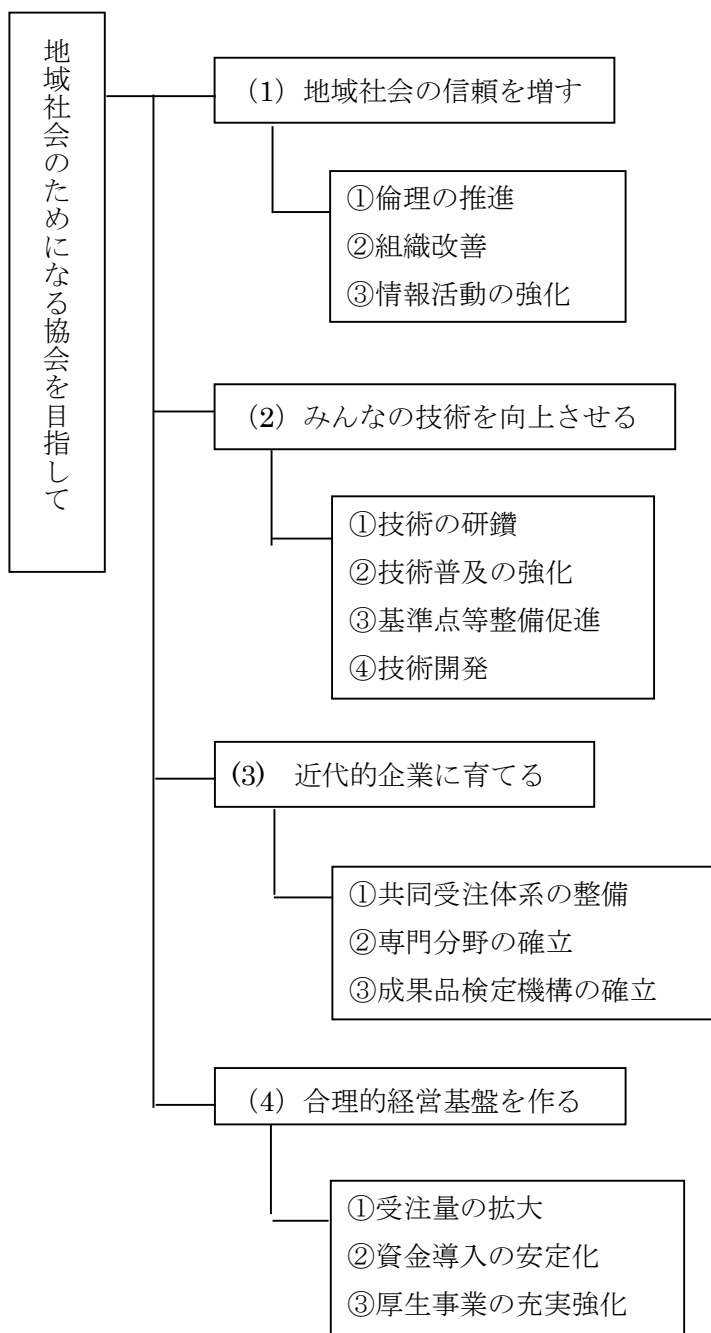 地域社会のためになる協会を目指して
(1) 地域社会の信頼を増す
①倫理の推進
②組織改善
③情報活動の強化
(2) みんなの技術を向上させる
①技術の研鑽
②技術普及の強化
③基準点等整備促進
④技術開発
(3) 近代的企業に育てる
①共同受注体系の整備
②専門分野の確立
③成果品検定機構の確立
(4) 合理的経営基盤を作る
①受注量の拡大
②資金導入の安定化
③厚生事業の充実強化